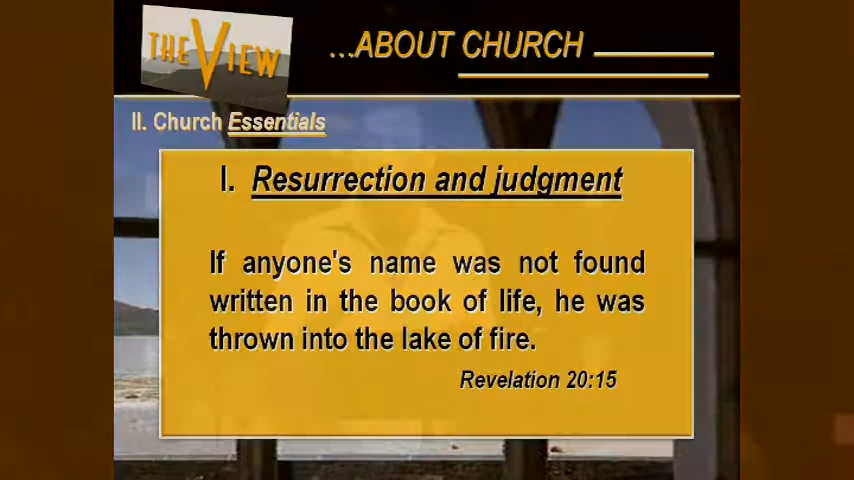 THE VIEW
...ABOUT CHURCH
II. Church Essentials
I. Resurrection and judgment
If anyone's name was not found
written in the book of life, he was
thrown into the lake of fire.
Revelation 20:15